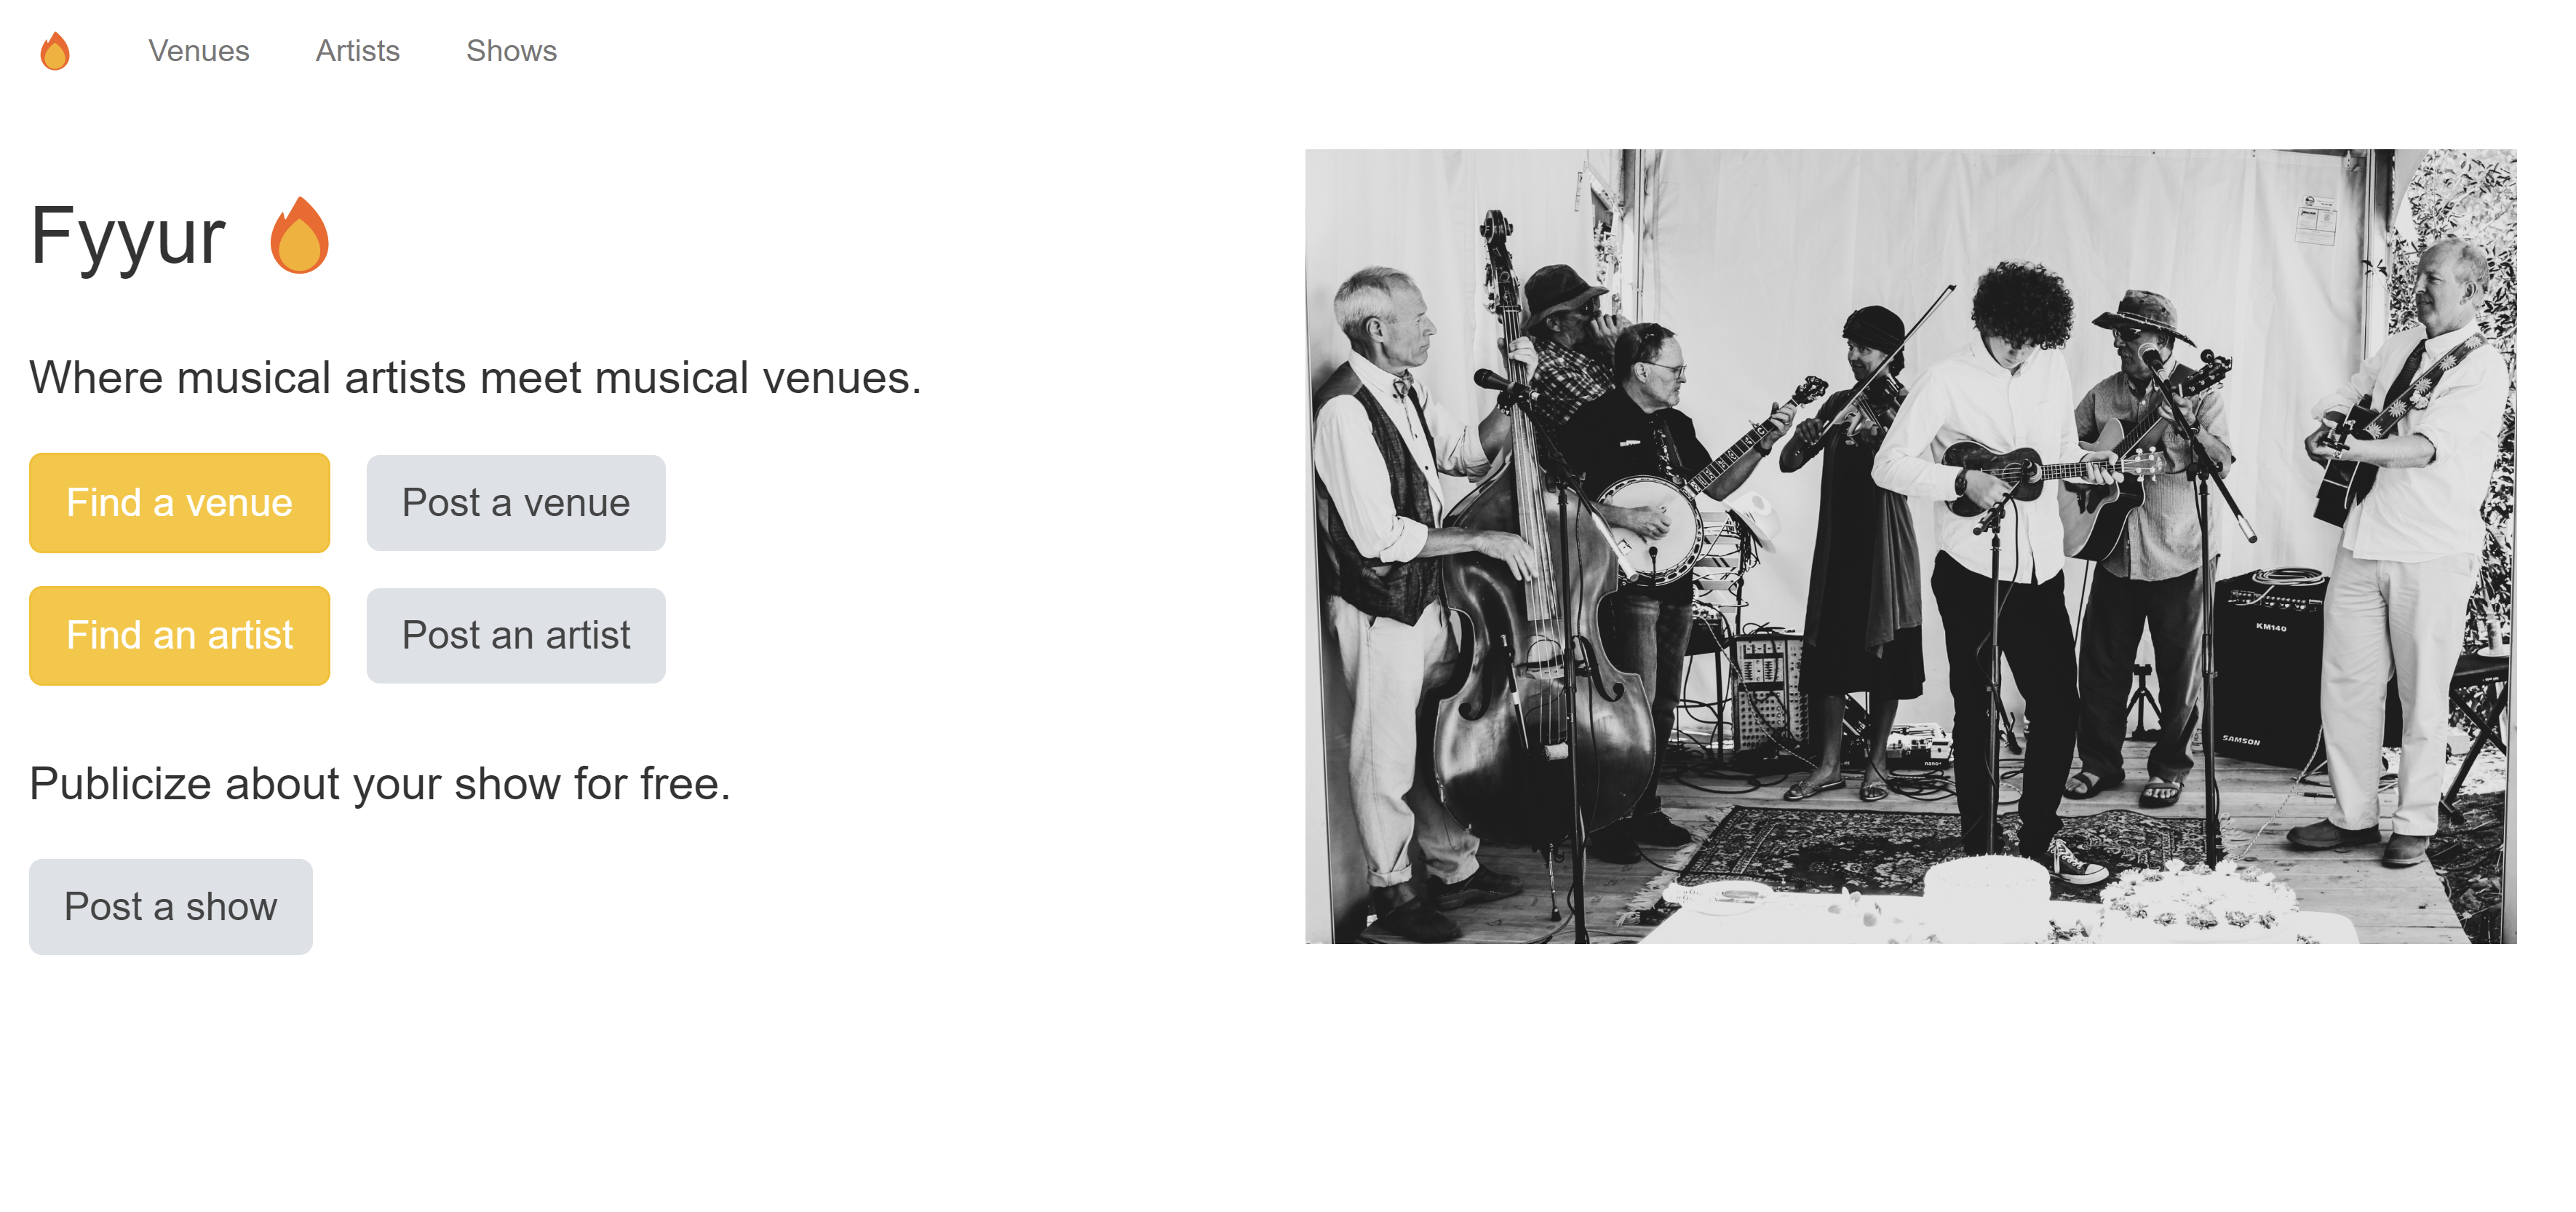 Venues Artists Shows
Fyyur
Where musical artists meet musical venues.
Find a venue Post a venue
Find an artist Post an artist
Publicize about your show for free.
Post a show
KM140
SAMSON
nano+